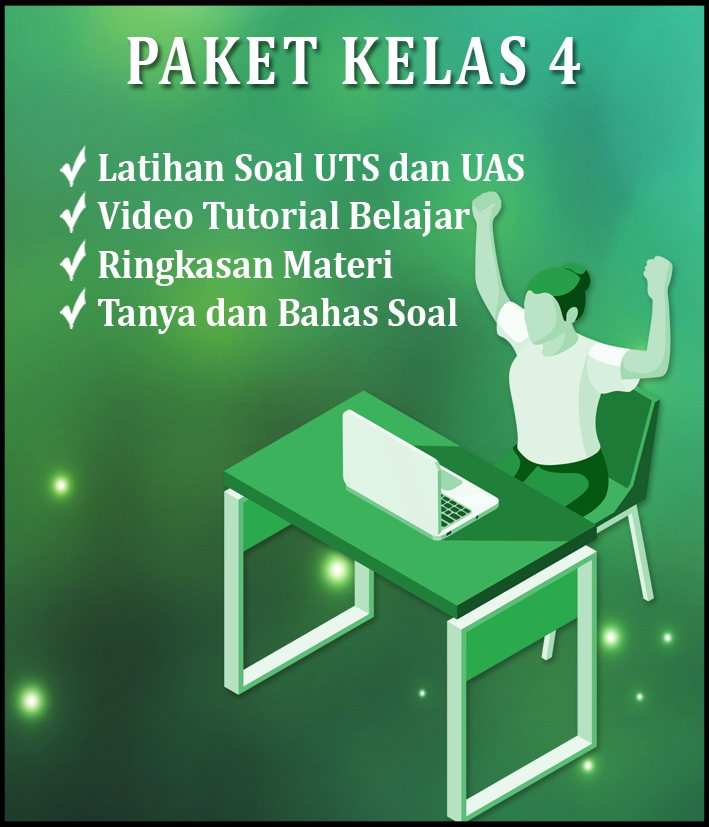 PAKET KELAS 4
Latihan Soal UTS dan UAS
Video Tutorial Belajar
Ringkasan Materi
Tanya dan Bahas Soal